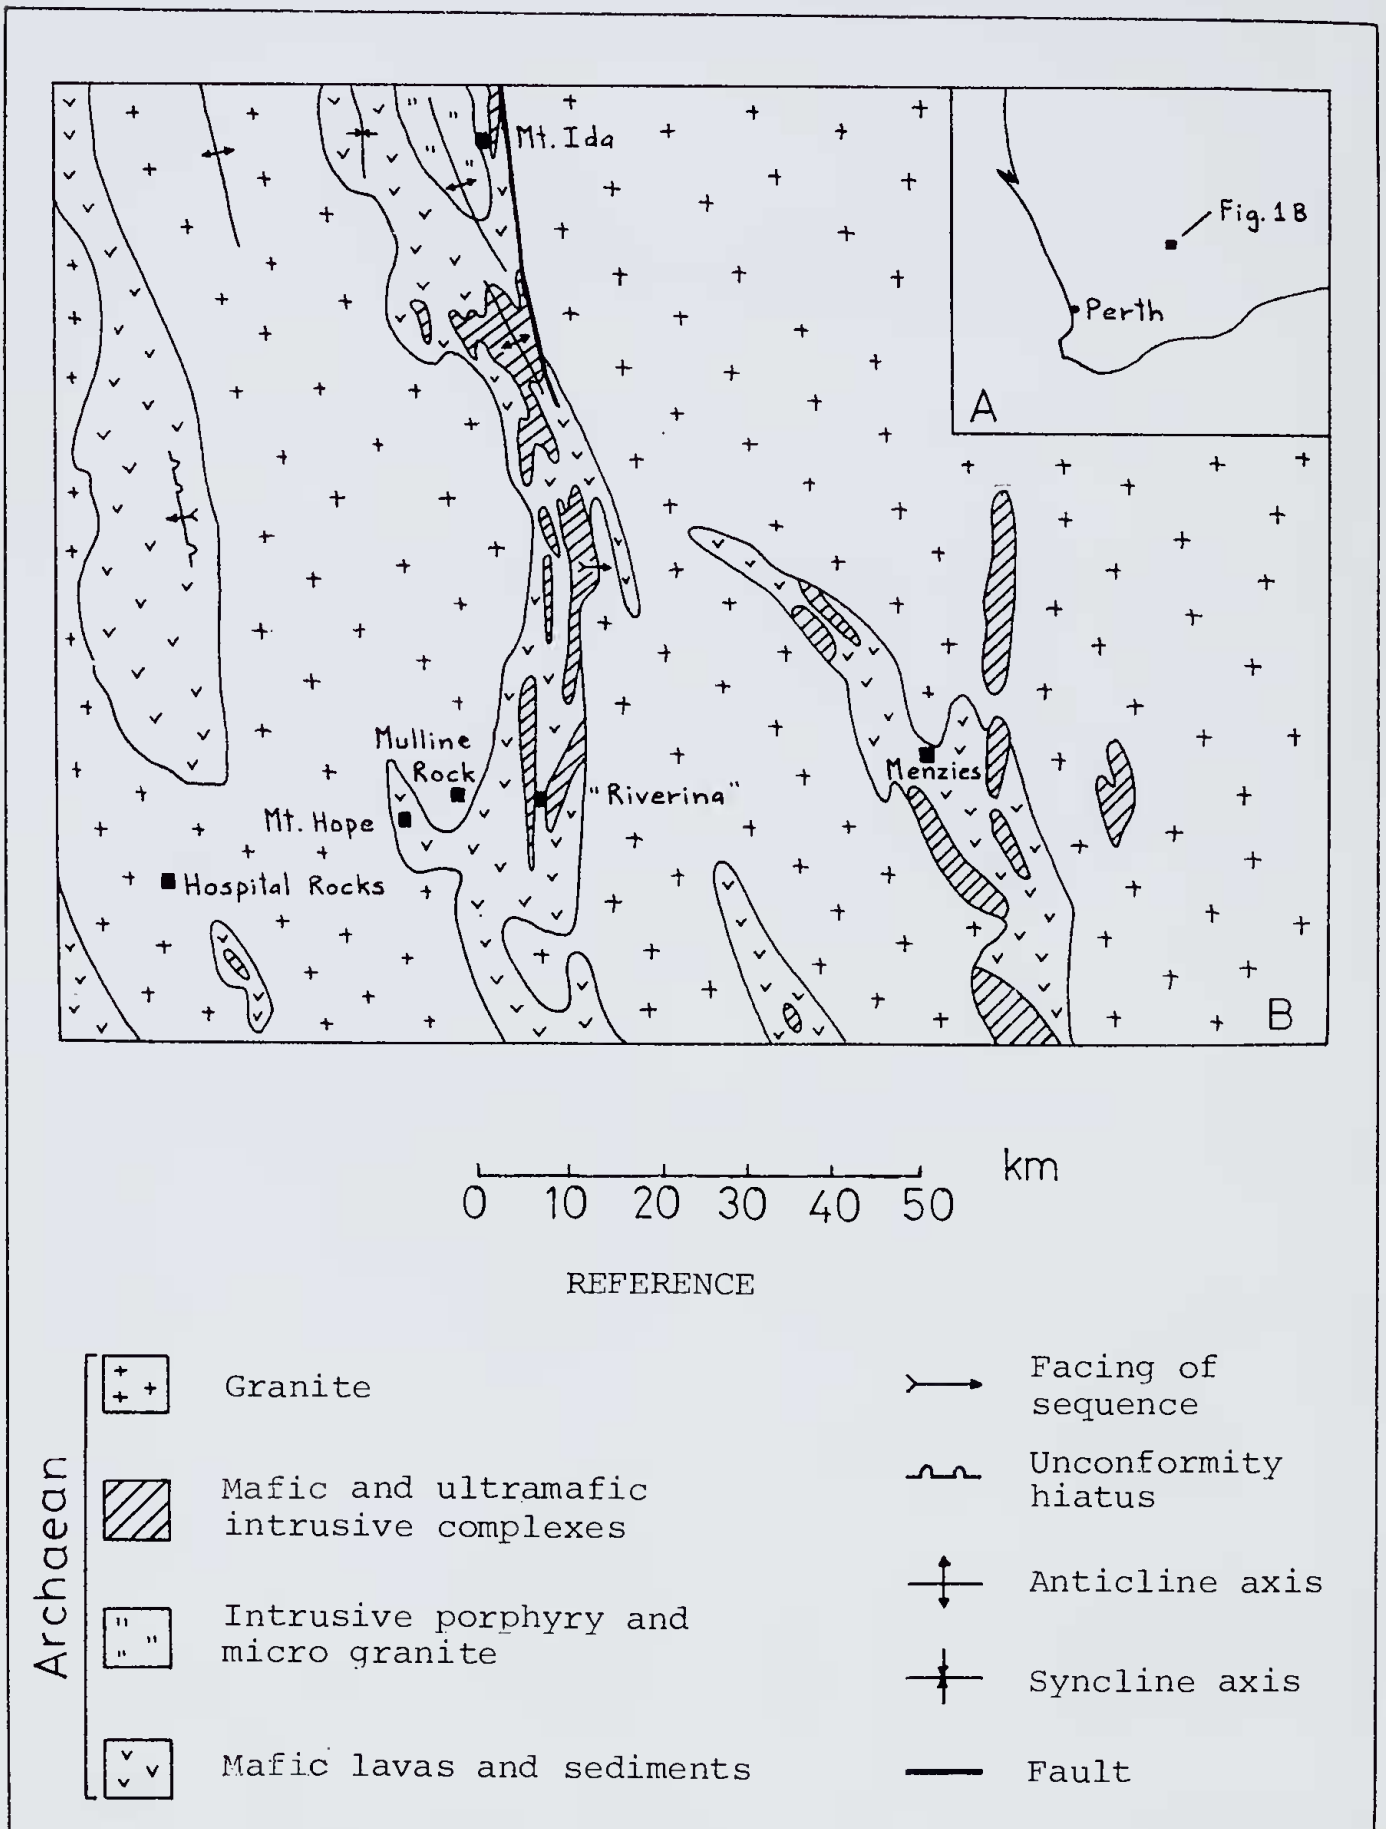 Mt. Ida
Fig. 1B
Perth
A
Mulline
Rock
Menzies
"Riverina"
Mt. Hope
Hospital Rocks
B
km
0 10 20 30 40 50
REFERENCE
Archaean
Granite
Mafic and ultramafic
intrusive complexes
Intrusive porphyry and
micro granite
Mafic lavas and sediments
Facing of
sequence
Unconformity
hiatus
Anticline axis
Syncline axis
Fault